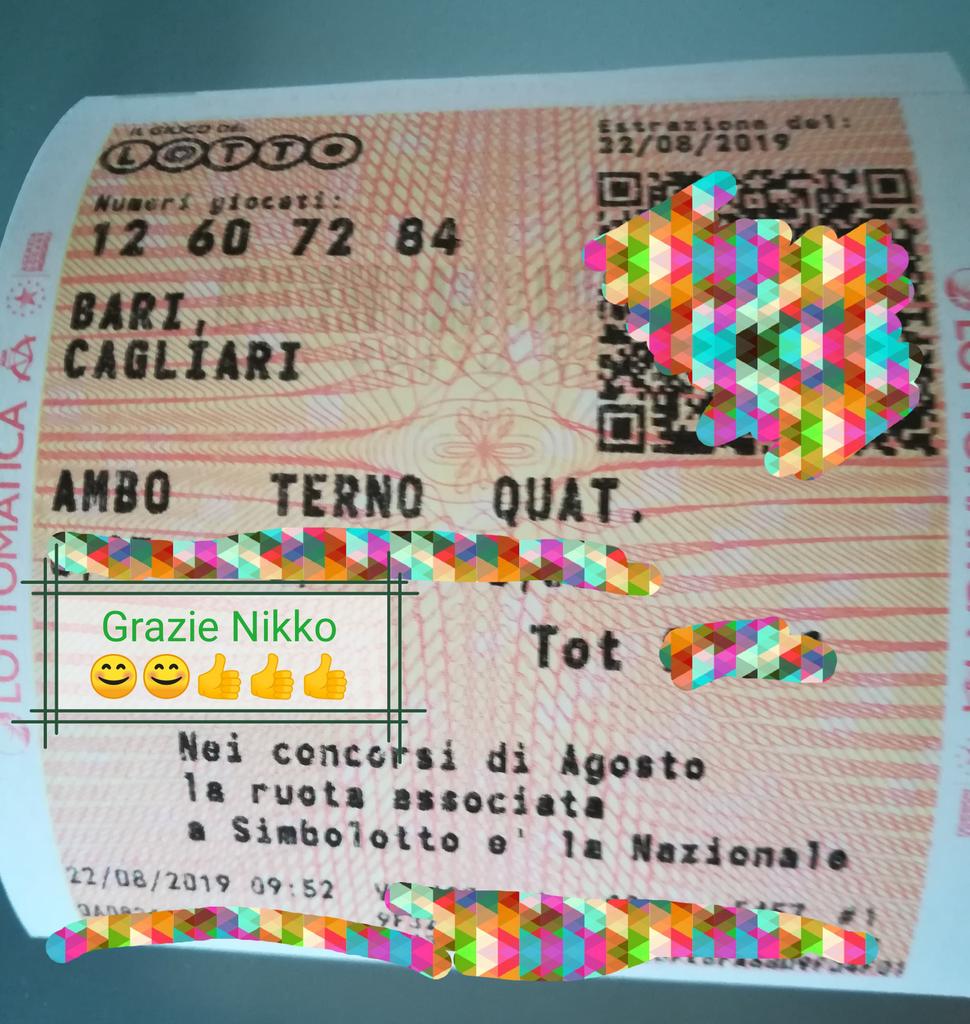 IL GIOCO DEL
LOTTO
Estrazione del:
22/08/2019
Numeri giocati:
12 60 72 84
BARI,
CAGLIARI
AMBO TERNO QUAT.
Grazie Nikko
😊😊👍👍👍
Tot
Nei concorsi di Agosto
la ruota associata
a Simbolotto e' la Nazionale
22/08/2019 09:52
#1
LOTTOMATICA